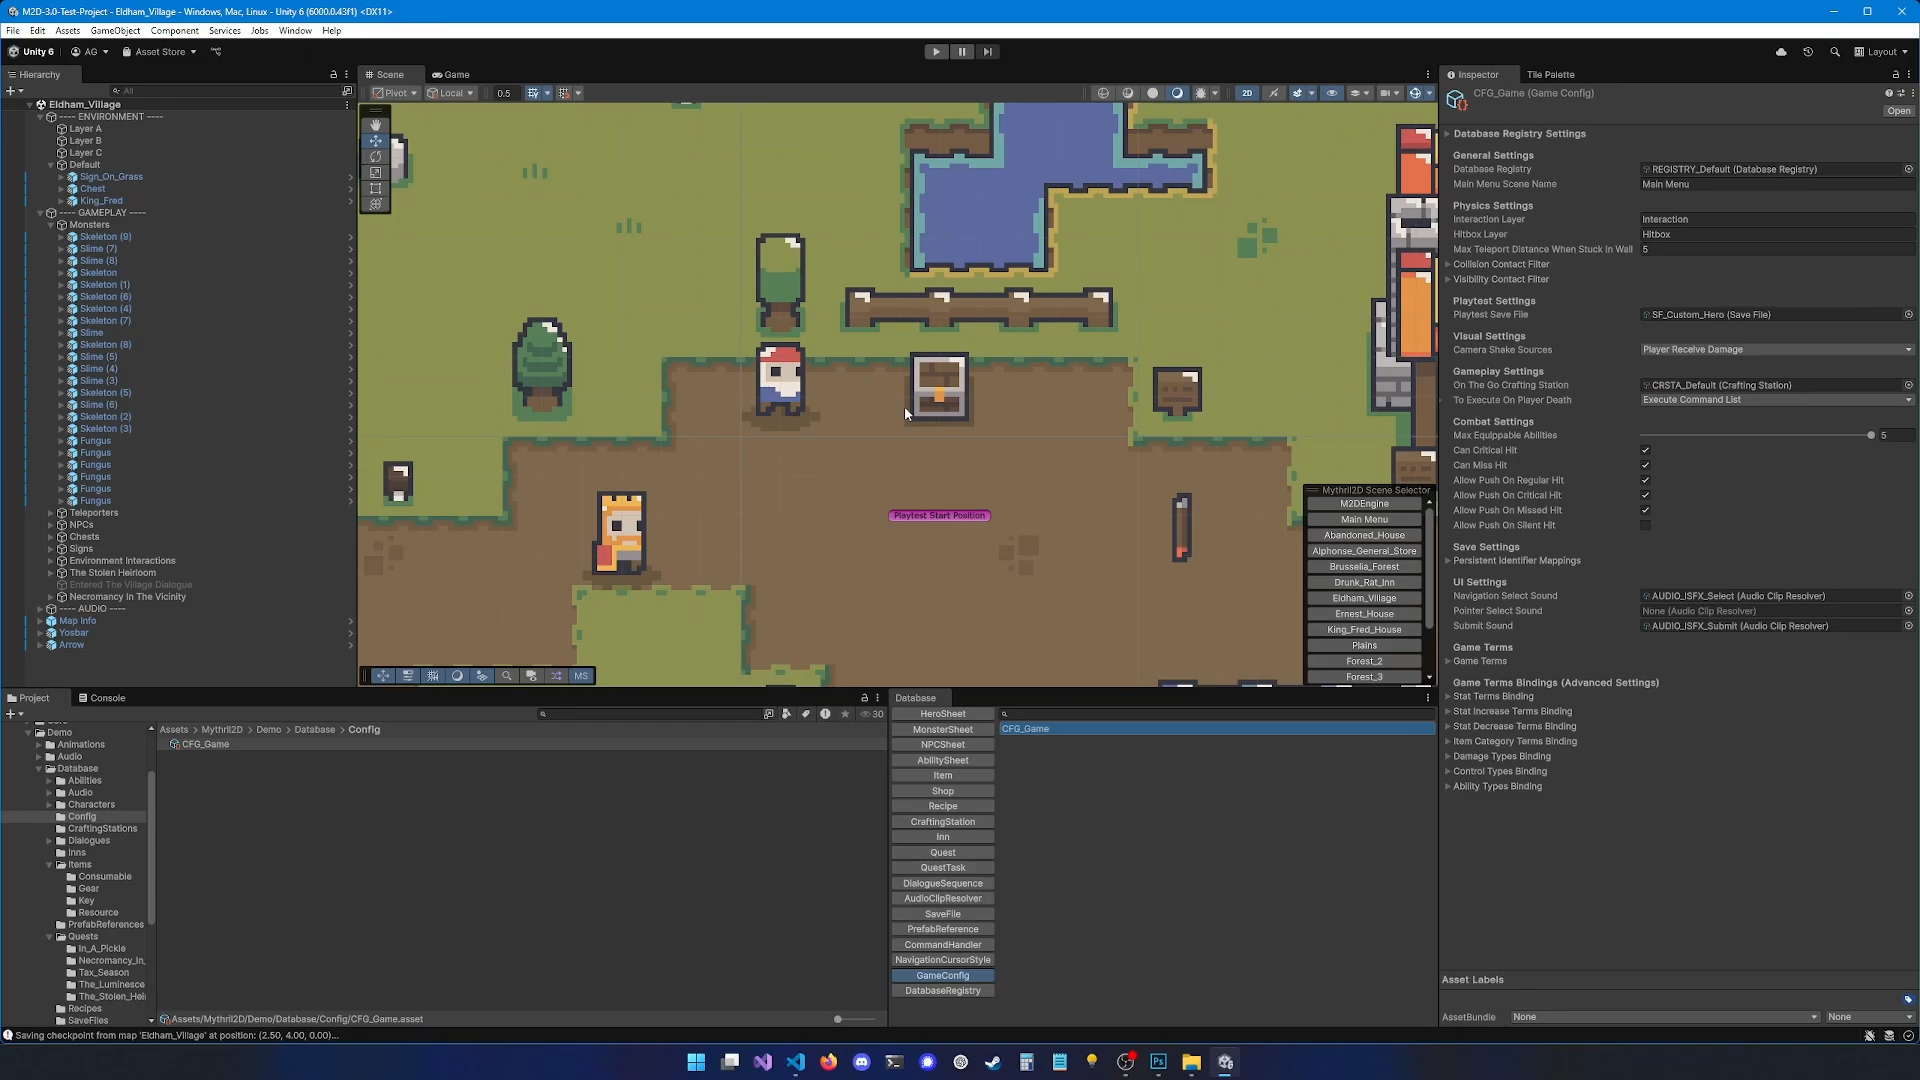 M2D-3.0-Test-Project - Eldham_Village - Windows, Mac, Linux - Unity 6 (6000.0.43f1) <DX11>
File Edit Assets GameObject Component Services Jobs Window Help
Unity 6 AG Asset Store Layout
Hierarchy
All
Eldham_Village
---- ENVIRONMENT ----
Layer A
Layer B
Layer C
Default
Sign_On_Grass
Chest
King_Fred
---- GAMEPLAY ----
Monsters
Skeleton (9)
Slime (7)
Slime (8)
Skeleton
Skeleton (1)
Skeleton (6)
Skeleton (4)
Skeleton (7)
Slime
Skeleton (8)
Slime (5)
Slime (4)
Slime (3)
Skeleton (5)
Slime (6)
Skeleton (2)
Skeleton (3)
Fungus
Fungus
Fungus
Fungus
Fungus
Fungus
Teleporters
NPCs
Chests
Signs
Environment Interactions
The Stolen Heirloom
Entered The Village Dialogue
Necromancy In The Vicinity
---- AUDIO ----
Map Info
Yosbar
Arrow
Scene Game
Pivot Local 0.5 2D
Playtest Start Position
MS
Mythril2D Scene Selector
M2DEngine
Main Menu
Abandoned_House
Alphonse_General_Store
Brusselia_Forest
Drunk_Rat_Inn
Eldham_Village
Ernest_House
King_Fred_House
Plains
Forest_2
Forest_3
Inspector Tile Palette
CFG_Game (Game Config)
Open
Database Registry Settings
General Settings
Database Registry REGISTRY_Default (Database Registry)
Main Menu Scene Name Main Menu
Physics Settings
Interaction Layer Interaction
Hitbox Layer Hitbox
Max Teleport Distance When Stuck In Wall 5
Collision Contact Filter
Visibility Contact Filter
Playtest Settings
Playtest Save File SF_Custom_Hero (Save File)
Visual Settings
Camera Shake Sources Player Receive Damage
Gameplay Settings
On The Go Crafting Station CRSTA_Default (Crafting Station)
To Execute On Player Death Execute Command List
Combat Settings
Max Equippable Abilities 5
Can Critical Hit
Can Miss Hit
Allow Push On Regular Hit
Allow Push On Critical Hit
Allow Push On Missed Hit
Allow Push On Silent Hit
Save Settings
Persistent Identifier Mappings
UI Settings
Navigation Select Sound AUDIO_ISFX_Select (Audio Clip Resolver)
Pointer Select Sound None (Audio Clip Resolver)
Submit Sound AUDIO_ISFX_Submit (Audio Clip Resolver)
Game Terms
Game Terms
Game Terms Bindings (Advanced Settings)
Stat Terms Binding
Stat Increase Terms Binding
Stat Decrease Terms Binding
Item Category Terms Binding
Damage Types Binding
Control Types Binding
Ability Types Binding
Asset Labels
AssetBundle None None
Project Console
30
Demo
Animations
Audio
Database
Abilities
Audio
Characters
Config
CraftingStations
Dialogues
Inns
Items
Consumable
Gear
Key
Resource
PrefabReferences
Quests
In_A_Pickle
Necromancy_In_
Tax_Season
The_Luminesce
The_Stolen_Hei
Recipes
SaveFiles
Assets Mythril2D Demo Database Config
CFG_Game
Assets/Mythril2D/Demo/Database/Config/CFG_Game.asset
Database
HeroSheet
MonsterSheet
NPCSheet
AbilitySheet
Item
Shop
Recipe
CraftingStation
Inn
Quest
QuestTask
DialogueSequence
AudioClipResolver
SaveFile
PrefabReference
CommandHandler
NavigationCursorStyle
GameConfig
DatabaseRegistry
CFG_Game
Saving checkpoint from map 'Eldham_Village' at position: (2.50, 4.00, 0.00)...
Ps